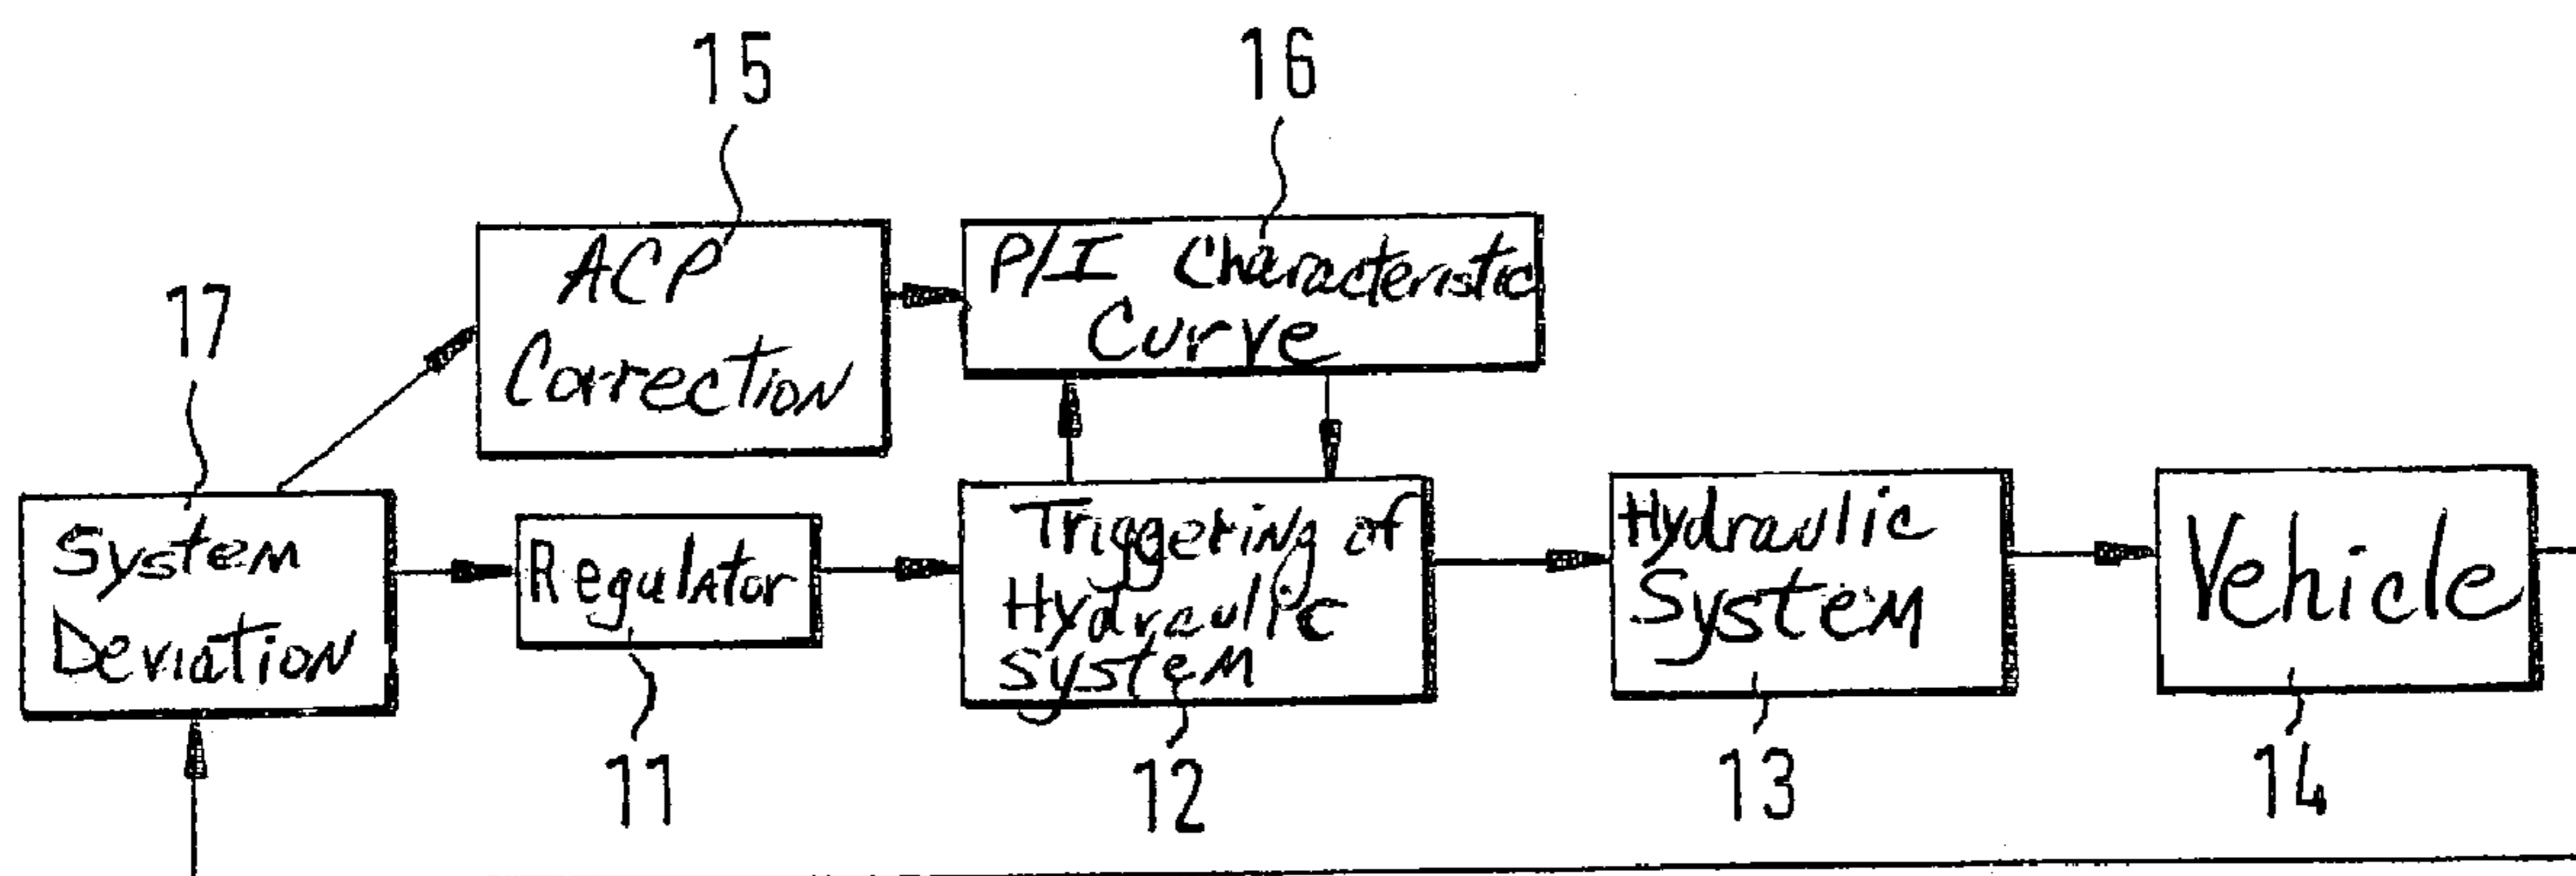 15
16
ACP
Correction
P/I Characteristic
Curve
17
System
Deviation
Regulator
Triggering of
Hydraulic
System
Hydraulic
System
Vehicle
11
12
13
14